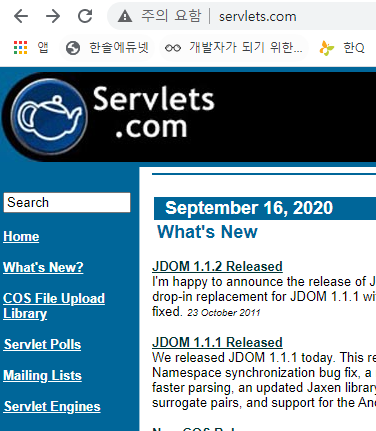 주의 요함 | servlets.com
앱 한솔에듀넷 개발자가 되기 위한... 한Q
Servlets
.com
Search
September 16, 2020
What's New
Home
What's New?
COS File Upload
Library
Servlet Polls
Mailing Lists
Servlet Engines
JDOM 1.1.2 Released
I'm happy to announce the release of J
drop-in replacement for JDOM 1.1.1 wi
fixed. 23 October 2011
JDOM 1.1.1 Released
We released JDOM 1.1.1 today. This re
Namespace synchronization bug fix, a
faster parsing, an updated Jaxen library
surrogate pairs, and support for the An